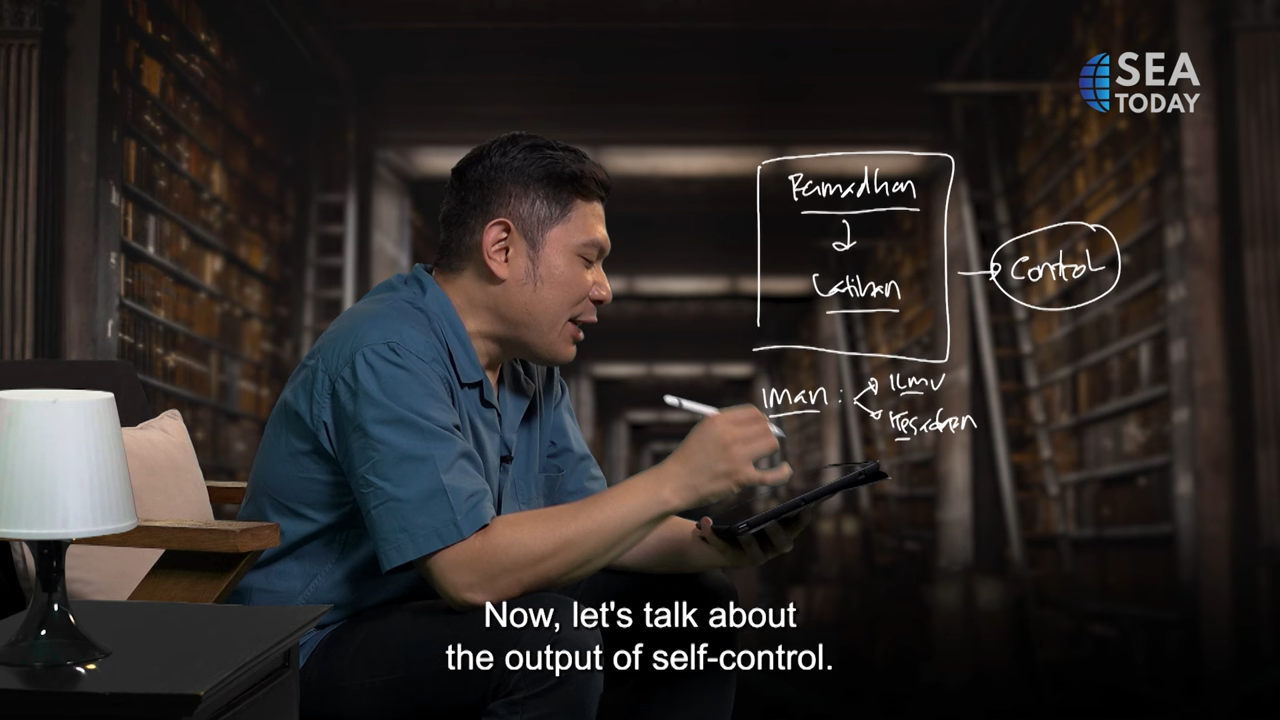 SEA
TODAY
Ramadhan
Latihan
Control
Iman :
Ilmu
Kesadaran
Now, let's talk about
the output of self-control.